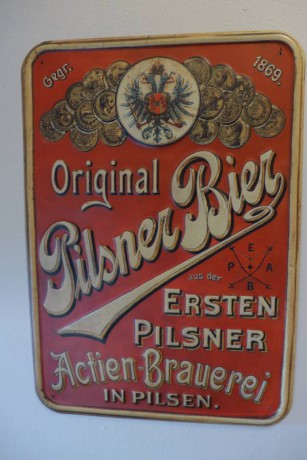 Gegr. 1869.
Original
Pilsner Bier
aus der
E
P A
B
ERSTEN
PILSNER
Actien-Brauerei
IN PILSEN.